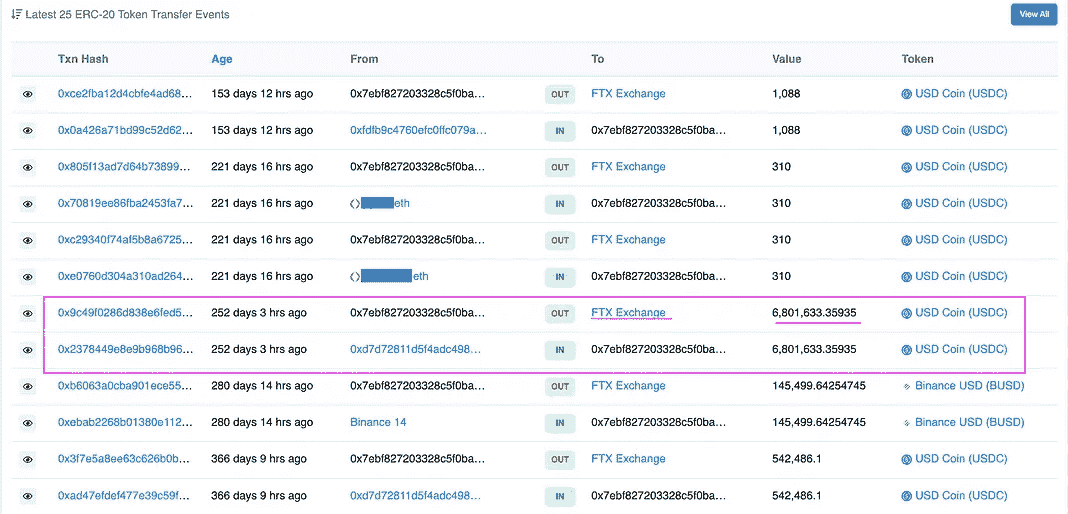 Latest 25 ERC-20 Token Transfer Events View All
Txn Hash Age From To Value Token
0xce2fba12d4cbfe4ad68... 153 days 12 hrs ago 0x7ebf827203328c5f0ba... OUT FTX Exchange 1,088 USD Coin (USDC)
0x0a426a71bd99c52d62... 153 days 12 hrs ago 0xfdfb9c4760efc0ffc079a... IN 0x7ebf827203328c5f0ba... 1,088 USD Coin (USDC)
0x805f13ad7d64b73899... 221 days 16 hrs ago 0x7ebf827203328c5f0ba... OUT FTX Exchange 310 USD Coin (USDC)
0x70819ee86fba2453fa7... 221 days 16 hrs ago eth IN 0x7ebf827203328c5f0ba... 310 USD Coin (USDC)
0xc29340f74af5b8a6725... 221 days 16 hrs ago 0x7ebf827203328c5f0ba... OUT FTX Exchange 310 USD Coin (USDC)
0xe0760d304a310ad264... 221 days 16 hrs ago eth IN 0x7ebf827203328c5f0ba... 310 USD Coin (USDC)
0x9c49f0286d838e6fed5... 252 days 3 hrs ago 0x7ebf827203328c5f0ba... OUT FTX Exchange 6,801,633.35935 USD Coin (USDC)
0x2378449e8e9b968b96... 252 days 3 hrs ago 0xd7d72811d5f4adc498... IN 0x7ebf827203328c5f0ba... 6,801,633.35935 USD Coin (USDC)
0xb6063a0cba901ece55... 280 days 14 hrs ago 0x7ebf827203328c5f0ba... OUT FTX Exchange 145,499.64254745 Binance USD (BUSD)
0xebab2268b01380e112... 280 days 14 hrs ago Binance 14 IN 0x7ebf827203328c5f0ba... 145,499.64254745 Binance USD (BUSD)
0x3f7e5a8ee63c626b0b... 366 days 9 hrs ago 0x7ebf827203328c5f0ba... OUT FTX Exchange 542,486.1 USD Coin (USDC)
0xad47efdef477e39c59f... 366 days 9 hrs ago 0xd7d72811d5f4adc498... IN 0x7ebf827203328c5f0ba... 542,486.1 USD Coin (USDC)